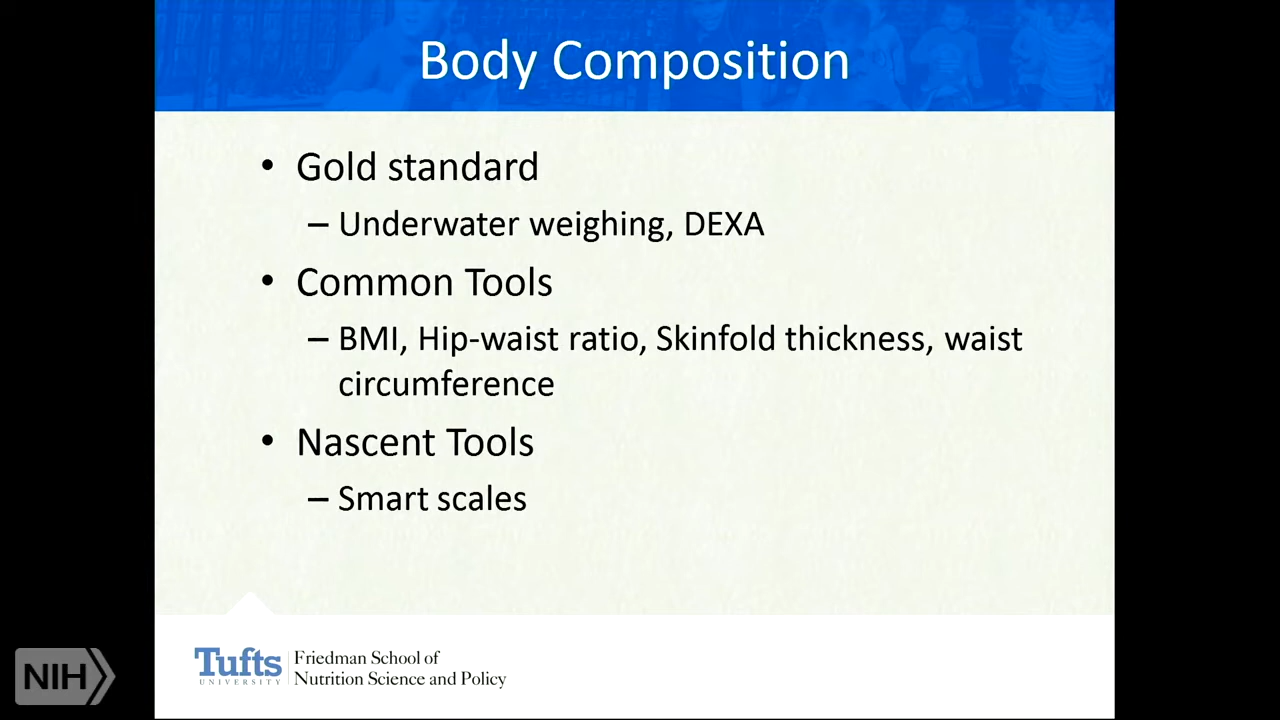 Body Composition
• Gold standard
– Underwater weighing, DEXA
• Common Tools
– BMI, Hip-waist ratio, Skinfold thickness, waist
circumference
• Nascent Tools
– Smart scales
Tufts
UNIVERSITY
Friedman School of
Nutrition Science and Policy
NIH